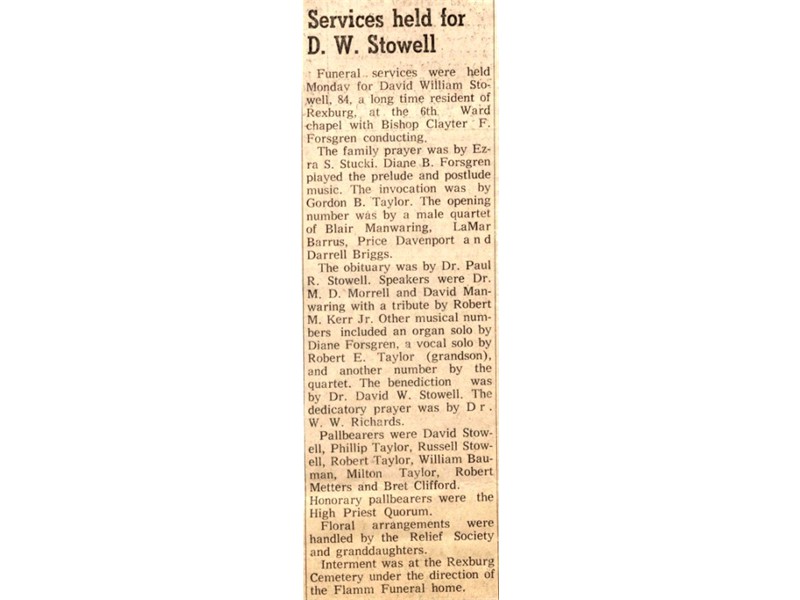 Services held for
D. W. Stowell
Funeral services were held
Monday for David William Sto-
well, 84, a long time resident of
Rexburg, at the 6th Ward
chapel with Bishop Clayter F.
Forsgren conducting.
The family prayer was by Ez-
ra S. Stucki. Diane B. Forsgren
played the prelude and postlude
music. The invocation was by
Gordon B. Taylor. The opening
number was by a male quartet
of Blair Manwaring, LaMar
Barrus, Price Davenport and
Darrell Briggs.
The obituary was by Dr. Paul
R. Stowell. Speakers were Dr.
M. D. Morrell and David Man-
waring with a tribute by Robert
M. Kerr Jr. Other musical num-
bers included an organ solo by
Diane Forsgren, a vocal solo by
Robert E. Taylor (grandson),
and another number by the
quartet. The benediction was
by Dr. David W. Stowell. The
dedicatory prayer was by Dr.
W. W. Richards.
Pallbearers were David Stow-
ell, Phillip Taylor, Russell Stow-
ell, Robert Taylor, William Bau-
man, Milton Taylor, Robert
Metters and Bret Clifford.
Honorary pallbearers were the
High Priest Quorum.
Floral arrangements were
handled by the Relief Society
and granddaughters.
Interment was at the Rexburg
Cemetery under the direction of
the Flamm Funeral home.